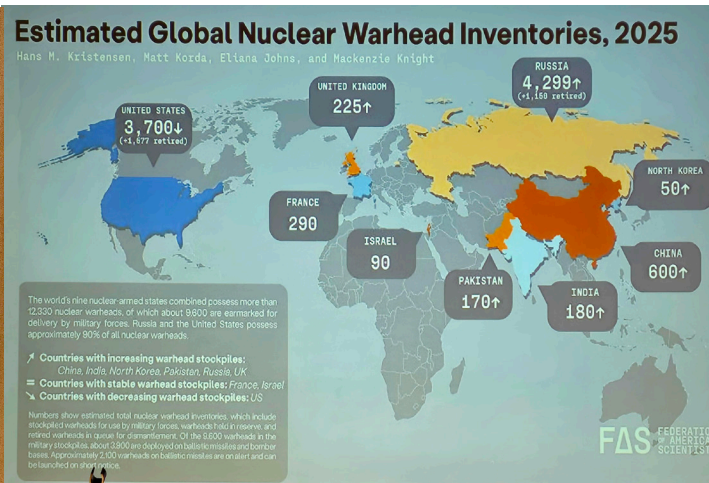 Estimated Global Nuclear Warhead Inventories, 2025
Hans M. Kristensen, Matt Korda, Eliana Johns, and Mackenzie Knight
RUSSIA
4,299↑
(+1,150 retired)
UNITED KINGDOM
225↑
UNITED STATES
3,700↓
(+1,477 retired)
NORTH KOREA
50↑
FRANCE
290
ISRAEL
90
CHINA
600↑
PAKISTAN
170↑
INDIA
180↑
The world's nine nuclear-armed states combined possess more than
12,330 nuclear warheads, of which about 9,600 are earmarked for
delivery by military forces. Russia and the United States possess
approximately 90% of all nuclear warheads.
↗ Countries with increasing warhead stockpiles:
China, India, North Korea, Pakistan, Russia, UK
= Countries with stable warhead stockpiles: France, Israel
↘ Countries with decreasing warhead stockpiles: US
Numbers show estimated total nuclear warhead inventories, which include
stockpiled warheads for use by military forces, warheads held in reserve, and
retired warheads in queue for dismantlement. Of the 9,600 warheads in the
military stockpiles, about 3,900 are deployed on ballistic missiles and bomber
bases. Approximately 2,100 warheads on ballistic missiles are on alert and can
be launched on short notice.
FAS
FEDERATIO
OF AMERICA
SCIENTIST